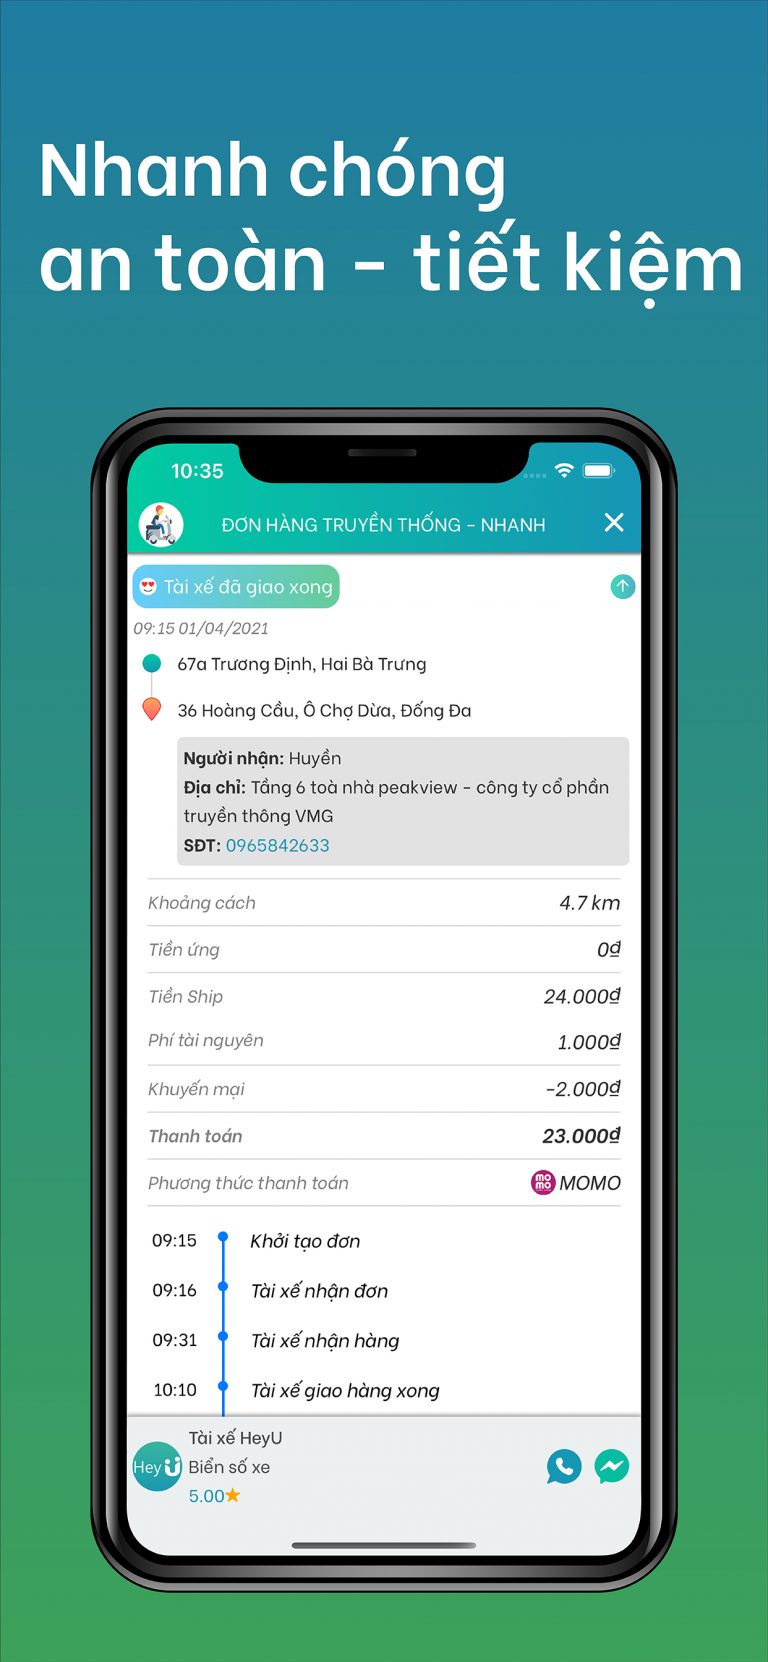 Nhanh chóng
an toàn - tiết kiệm
10:35
ĐƠN HÀNG TRUYỀN THỐNG - NHANH
Tài xế đã giao xong
09:15 01/04/2021
67a Trương Định, Hai Bà Trưng
36 Hoàng Cầu, Ô Chợ Dừa, Đống Đa
Người nhận: Huyền
Địa chỉ: Tầng 6 toà nhà peakview - công ty cổ phần
truyền thông VMG
SĐT: 0965842633
Khoảng cách 4.7 km
Tiền ứng 0₫
Tiền Ship 24.000₫
Phí tài nguyên 1.000₫
Khuyến mại -2.000₫
Thanh toán 23.000₫
Phương thức thanh toán mo mo MOMO
09:15 Khởi tạo đơn
09:16 Tài xế nhận đơn
09:31 Tài xế nhận hàng
10:10 Tài xế giao hàng xong
Tài xế HeyU
HeyU Biển số xe
5.00